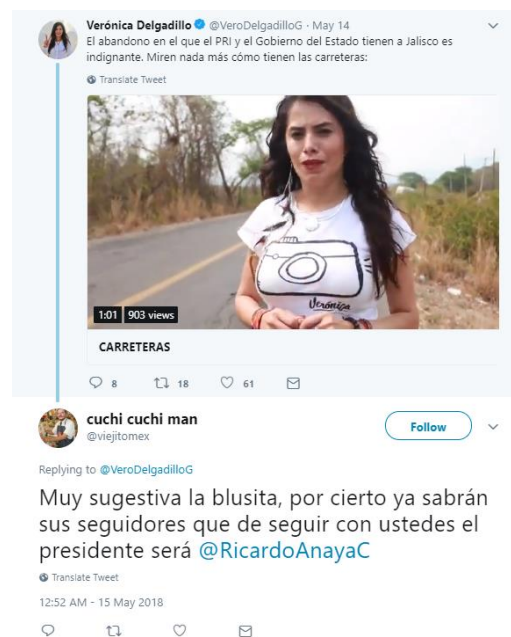 Verónica Delgadillo @VeroDelgadilloG · May 14
El abandono en el que el PRI y el Gobierno del Estado tienen a Jalisco es
indignante. Miren nada más cómo tienen las carreteras:
Translate Tweet
Verónica
1:01 903 views
CARRETERAS
8 18 61
cuchi cuchi man
@viejitomex
Follow
Replying to @VeroDelgadilloG
Muy sugestiva la blusita, por cierto ya sabrán
sus seguidores que de seguir con ustedes el
presidente será @RicardoAnayaC
Translate Tweet
12:52 AM - 15 May 2018